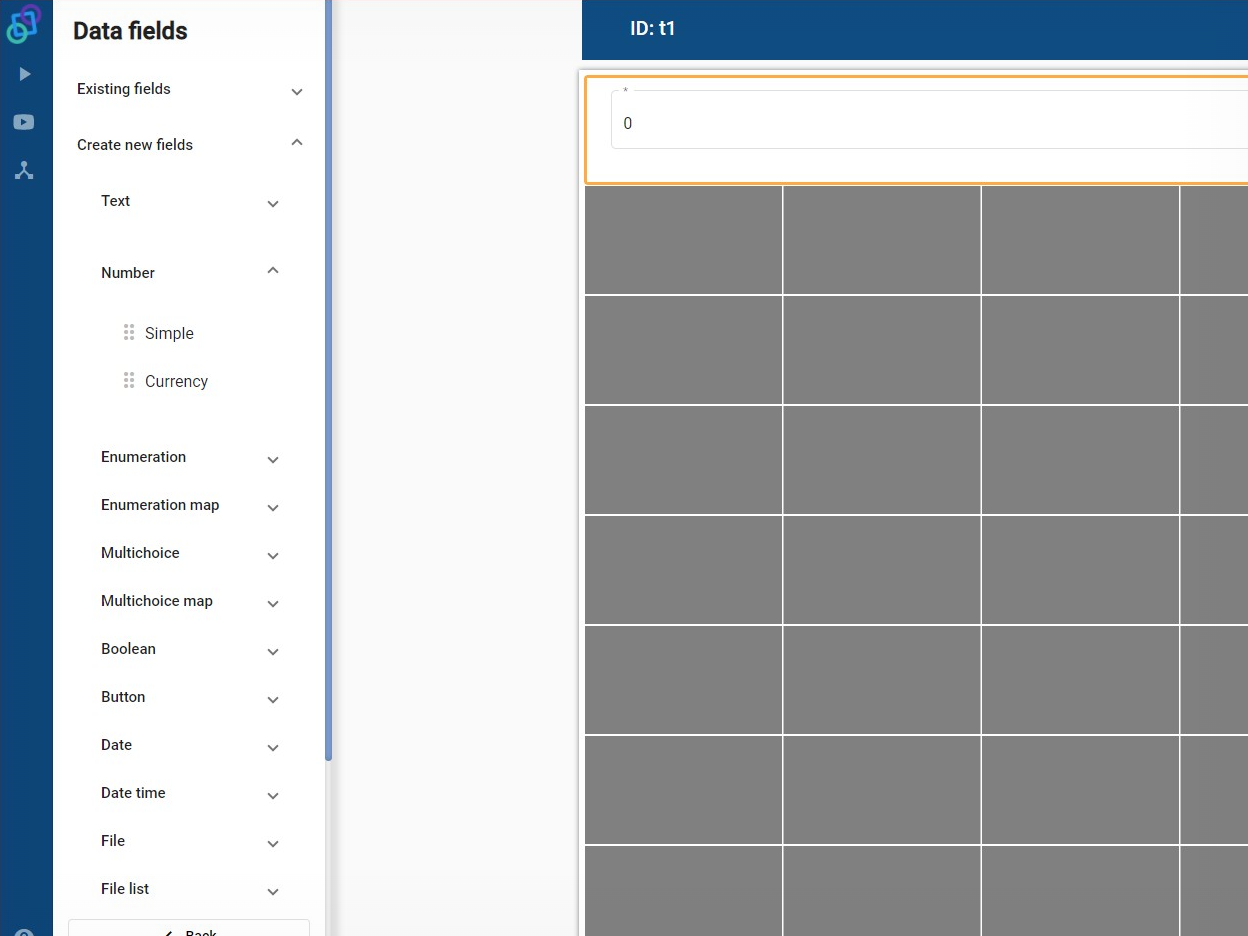 Data fields
ID: t1
Existing fields
*
0
Create new fields
Text
Number
Simple
Currency
Enumeration
Enumeration map
Multichoice
Multichoice map
Boolean
Button
Date
Date time
File
File list
Back